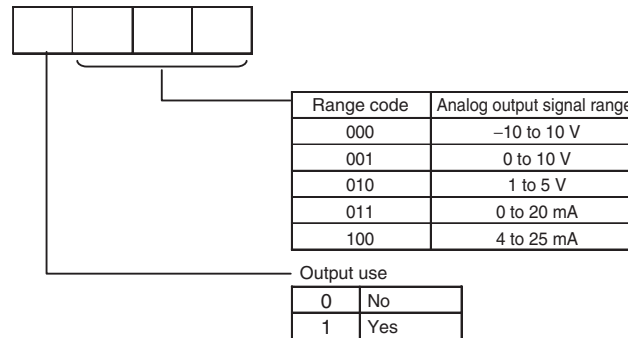 Range code Analog output signal range
000 −10 to 10 V
001 0 to 10 V
010 1 to 5 V
011 0 to 20 mA
100 4 to 25 mA
Output use
0 No
1 Yes